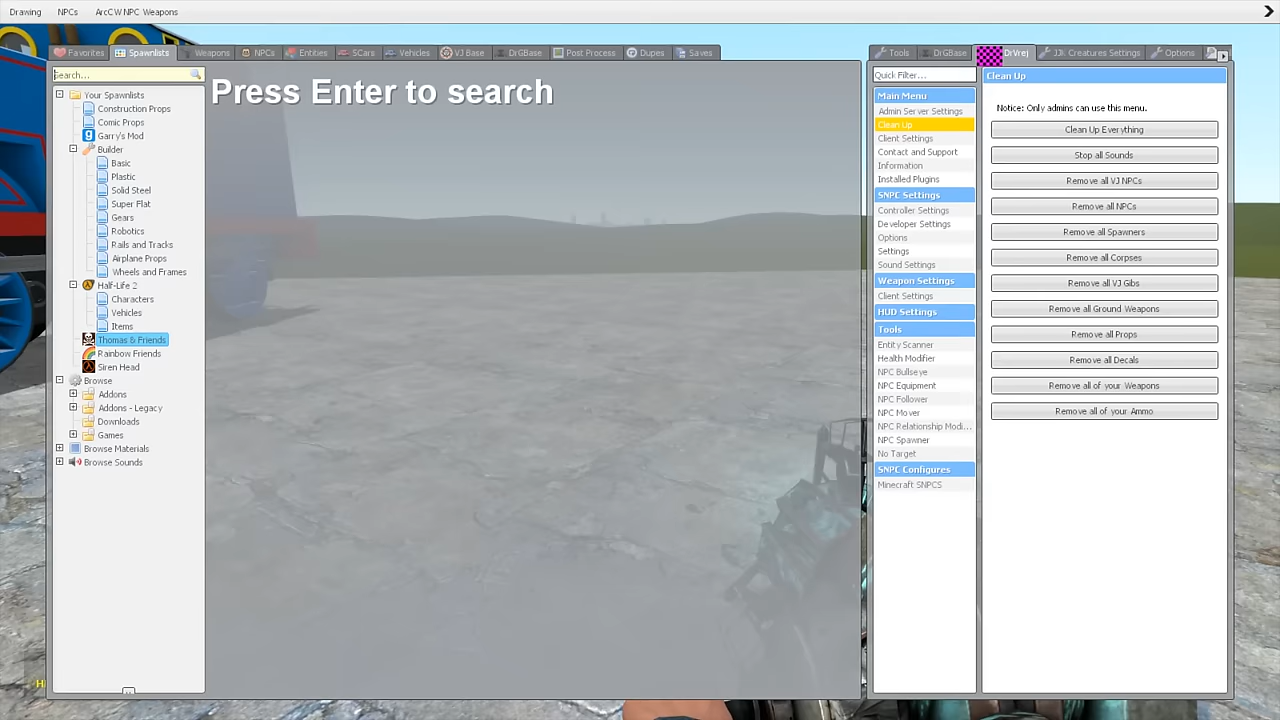 Drawing NPCs ArcCW NPC Weapons
Favorites Spawnlists Weapons NPCs Entities SCars Vehicles VJ Base DrGBase Post Process Dupes Saves
Search...
Press Enter to search
Your Spawnlists
Construction Props
Comic Props
Garry's Mod
Builder
Basic
Plastic
Solid Steel
Super Flat
Gears
Robotics
Rails and Tracks
Airplane Props
Wheels and Frames
Half-Life 2
Characters
Vehicles
Items
Thomas & Friends
Rainbow Friends
Siren Head
Browse
Addons
Addons - Legacy
Downloads
Games
Browse Materials
Browse Sounds
Tools DrGBase DrVrej JJK Creatures Settings Options
Quick Filter...
Main Menu
Admin Server Settings
Clean Up
Client Settings
Contact and Support
Information
Installed Plugins
SNPC Settings
Controller Settings
Developer Settings
Options
Settings
Sound Settings
Weapon Settings
Client Settings
HUD Settings
Tools
Entity Scanner
Health Modifier
NPC Bullseye
NPC Equipment
NPC Follower
NPC Mover
NPC Relationship Modi...
NPC Spawner
No Target
SNPC Configures
Minecraft SNPCS
Clean Up
Notice: Only admins can use this menu.
Clean Up Everything
Stop all Sounds
Remove all VJ NPCs
Remove all NPCs
Remove all Spawners
Remove all Corpses
Remove all VJ Gibs
Remove all Ground Weapons
Remove all Props
Remove all Decals
Remove all of your Weapons
Remove all of your Ammo